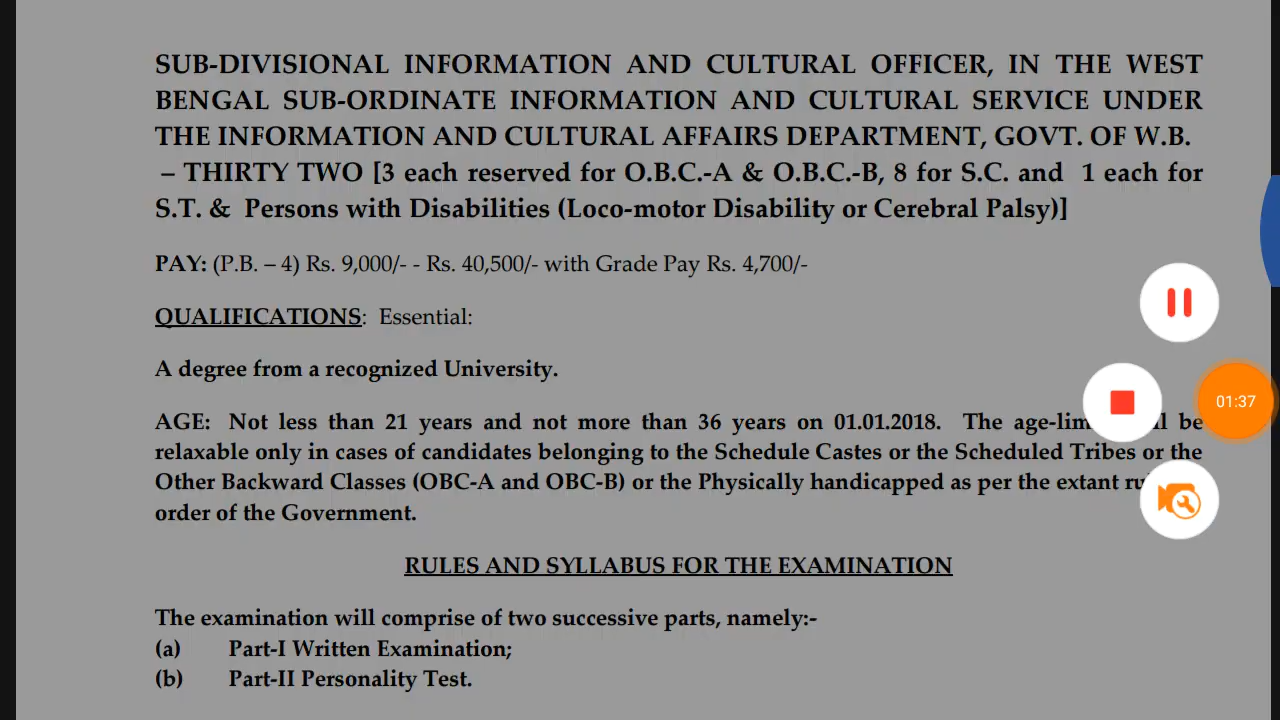 SUB-DIVISIONAL INFORMATION AND CULTURAL OFFICER, IN THE WEST
BENGAL SUB-ORDINATE INFORMATION AND CULTURAL SERVICE UNDER
THE INFORMATION AND CULTURAL AFFAIRS DEPARTMENT, GOVT. OF W.B.
– THIRTY TWO [3 each reserved for O.B.C.-A & O.B.C.-B, 8 for S.C. and 1 each for
S.T. & Persons with Disabilities (Loco-motor Disability or Cerebral Palsy)]
PAY: (P.B. – 4) Rs. 9,000/- - Rs. 40,500/- with Grade Pay Rs. 4,700/-
QUALIFICATIONS: Essential:
A degree from a recognized University.
01:37
AGE: Not less than 21 years and not more than 36 years on 01.01.2018. The be
relaxable only in cases of candidates belonging to the Schedule Castes or the Scheduled Tribes or the
Other Backward Classes (OBC-A and OBC-B) or the Physically handicapped as per the extant
order of the Government.
RULES AND SYLLABUS FOR THE EXAMINATION
The examination will comprise of two successive parts, namely:-
(a) Part-I Written Examination;
(b) Part-II Personality Test.